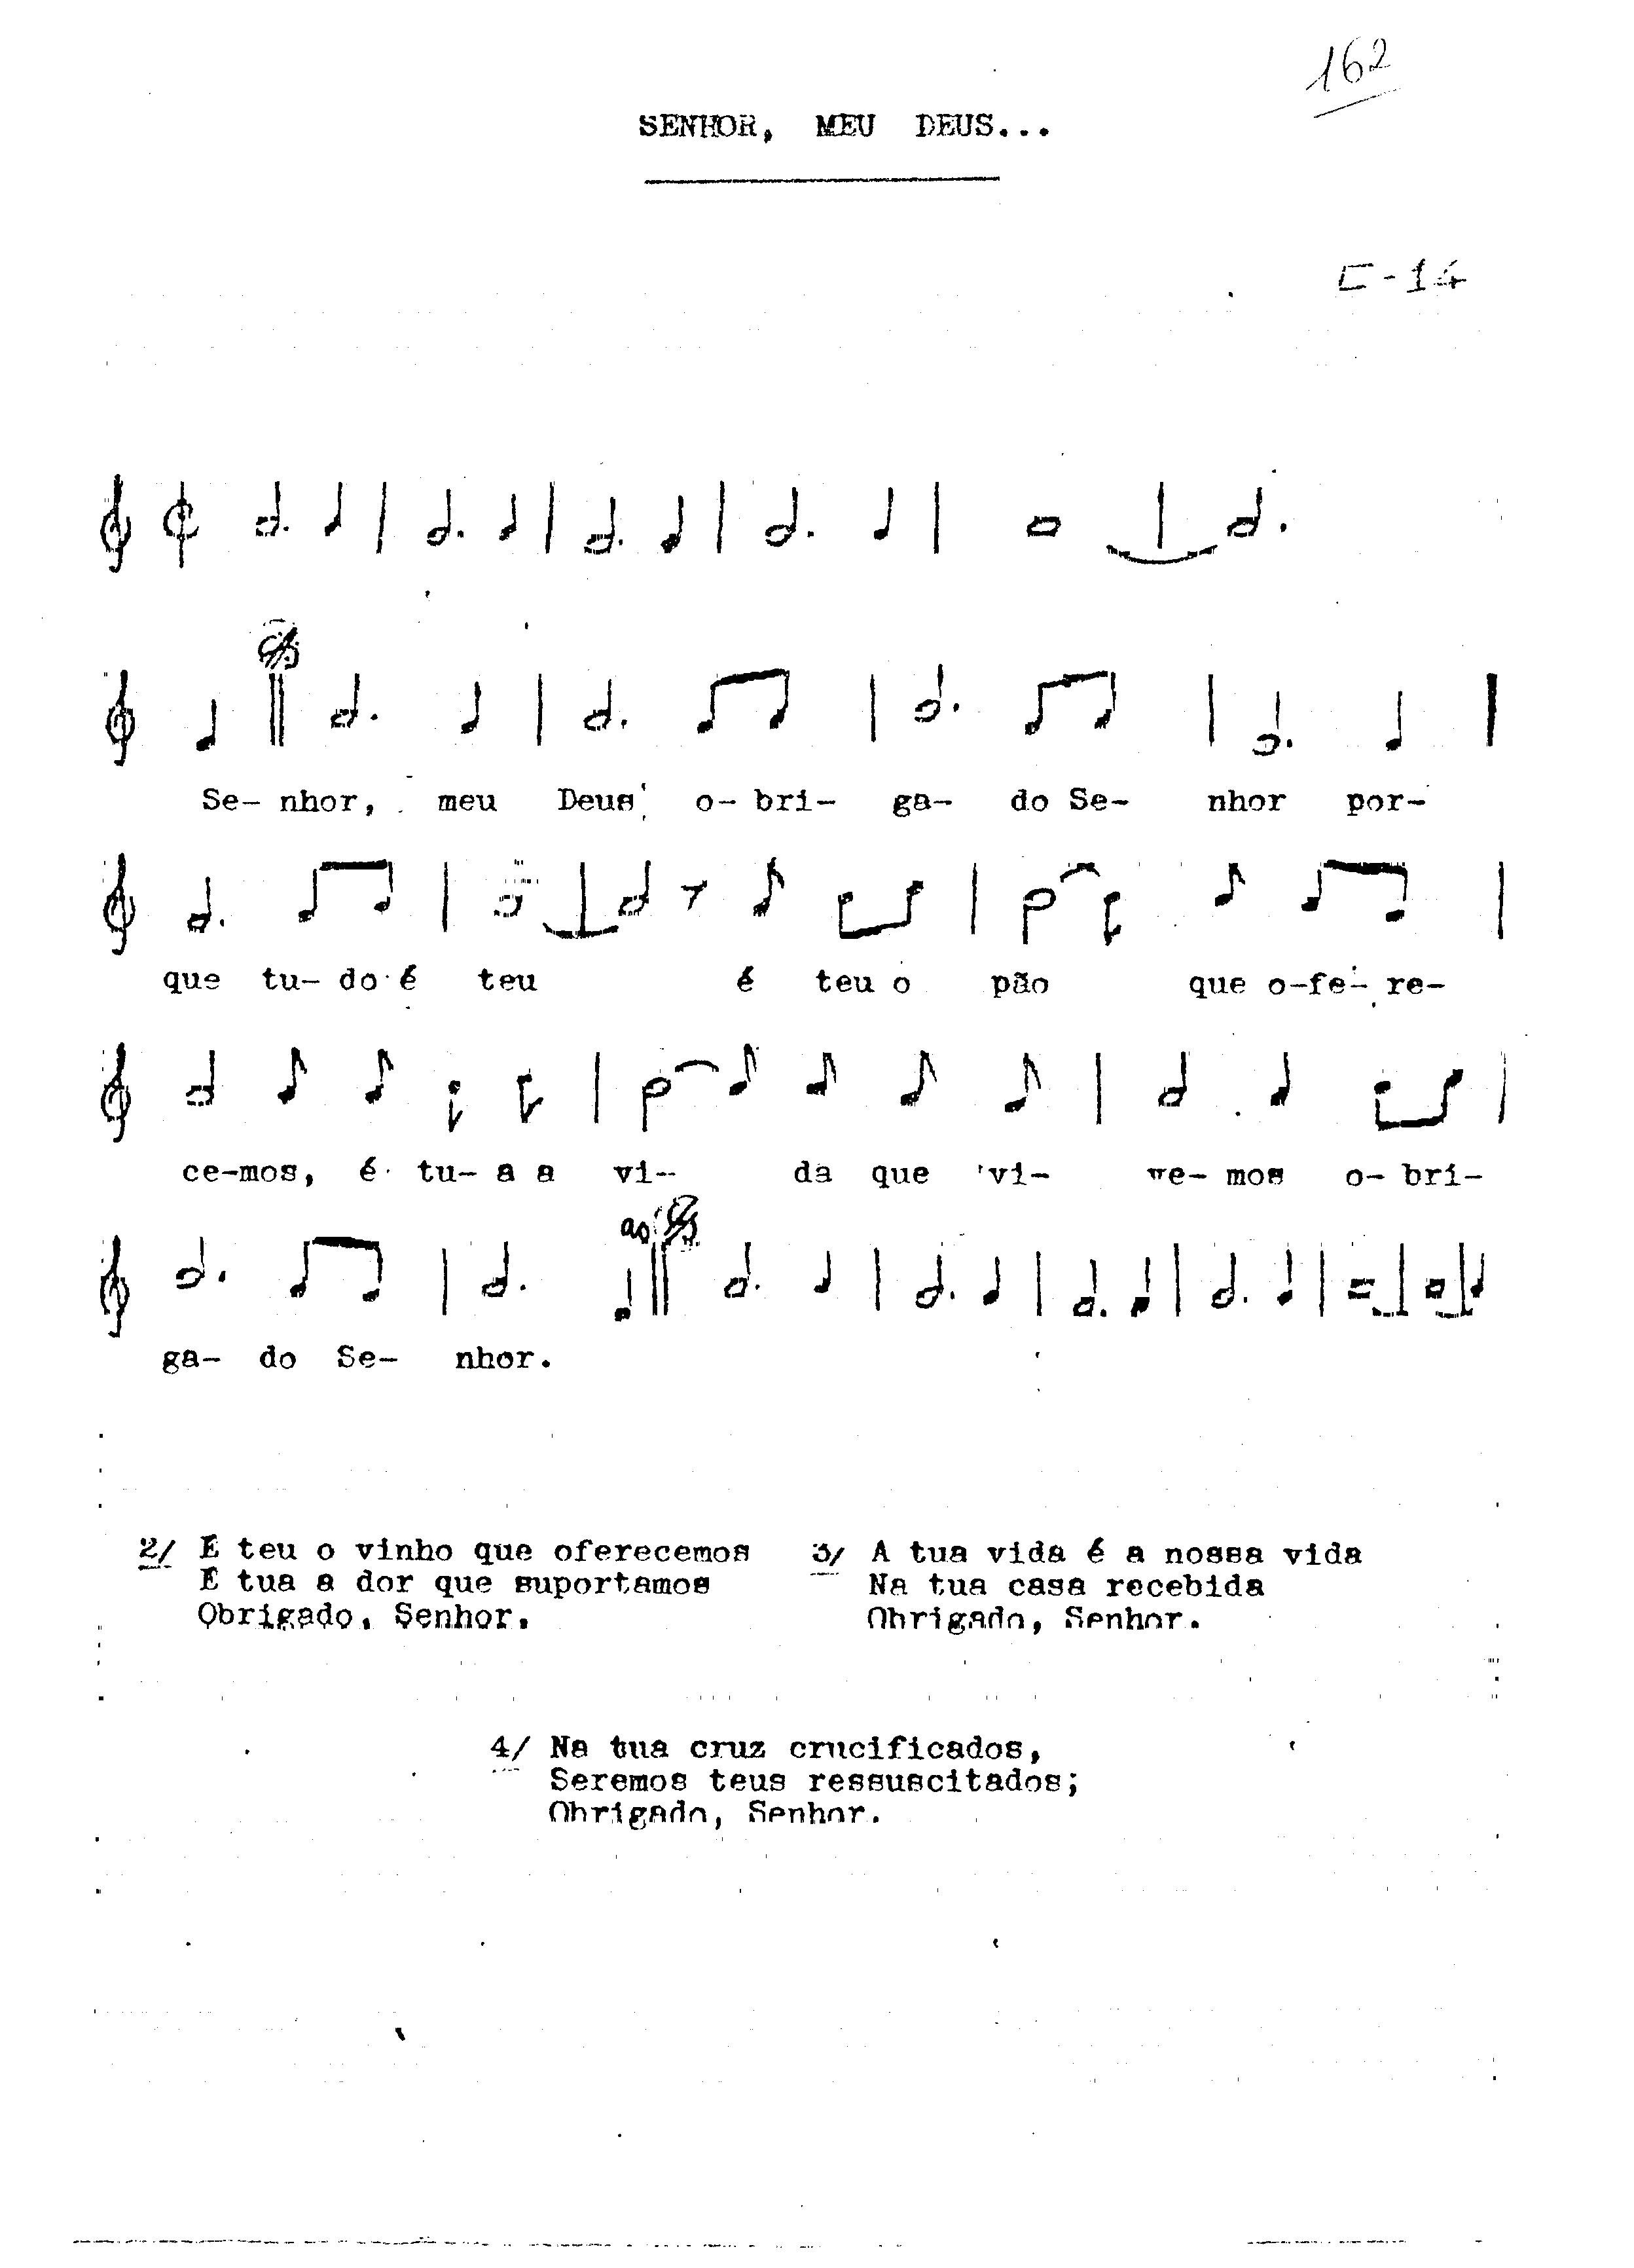 162
SENHOR, MEU DEUS...
C-14
Se- nhor, meu Deus o- bri- ga- do Se- nhor por-
que tu- do é teu é teu o pão que o-fe- re-
ce-mos, é tu- a a vi- da que vi- ve- mos o- bri-
ao
ga- do Se- nhor.
2/ E teu o vinho que oferecemos
E tua a dor que suportamos
Obrigado, Senhor.
3/ A tua vida é a nossa vida
Na tua casa recebida
Obrigado, Senhor.
4/ Na tua cruz crucificados,
Seremos teus ressuscitados;
Obrigado, Senhor.